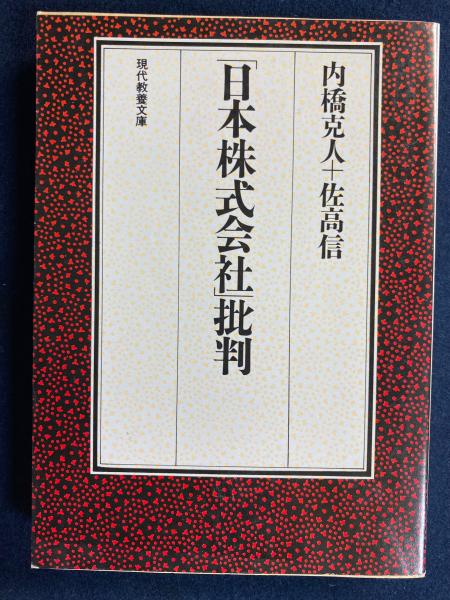 内橋克人+佐高信
「日本株式会社」批判
現代教養文庫